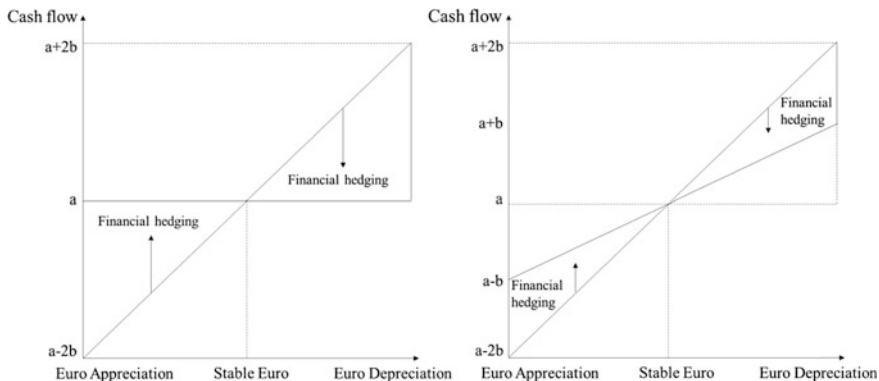 Cash flow
a+2b
Financial hedging
a
Financial hedging
a-2b
Euro Appreciation Stable Euro Euro Depreciation
Cash flow
a+2b
Financial
hedging
a+b
a
a-b
Financial
hedging
a-2b
Euro Appreciation Stable Euro Euro Depreciation